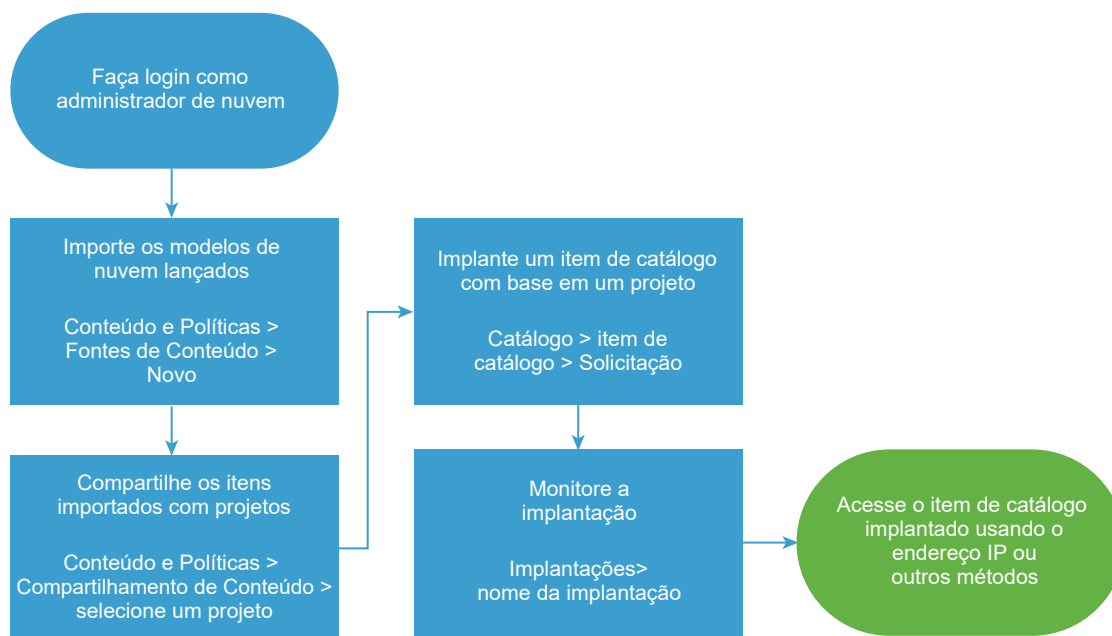 Faça login como
administrador de nuvem
Importe os modelos de
nuvem lançados
Conteúdo e Políticas >
Fontes de Conteúdo >
Novo
Compartilhe os itens
importados com projetos
Conteúdo e Políticas >
Compartilhamento de Conteúdo >
selecione um projeto
Implante um item de catálogo
com base em um projeto
Catálogo > item de
catálogo > Solicitação
Monitore a
implantação
Implantações>
nome da implantação
Acesse o item de catálogo
implantado usando o
endereço IP ou
outros métodos